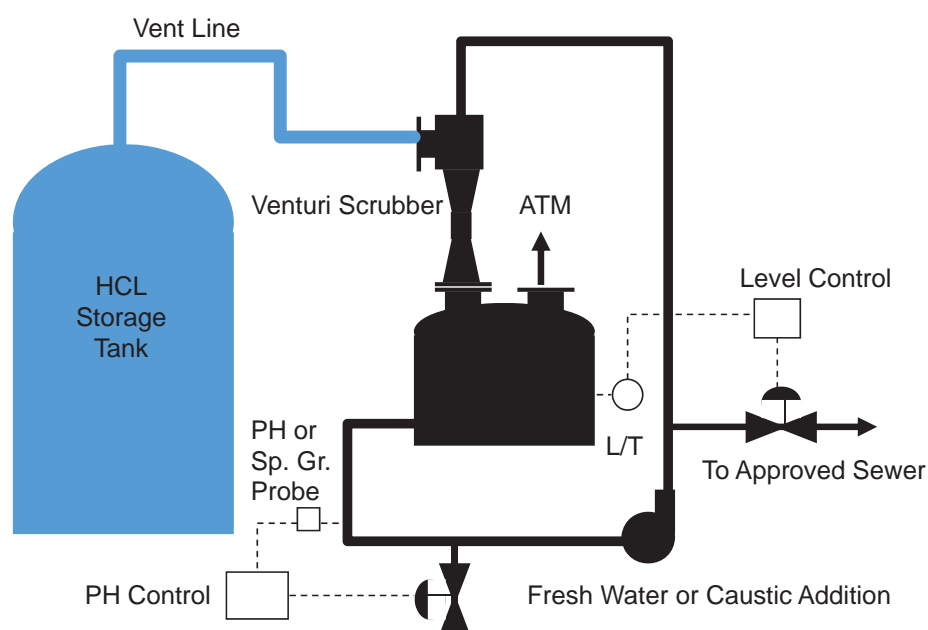 Vent Line
Venturi Scrubber
ATM
HCL
Storage
Tank
Level Control
L/T
To Approved Sewer
PH or
Sp. Gr.
Probe
PH Control
Fresh Water or Caustic Addition